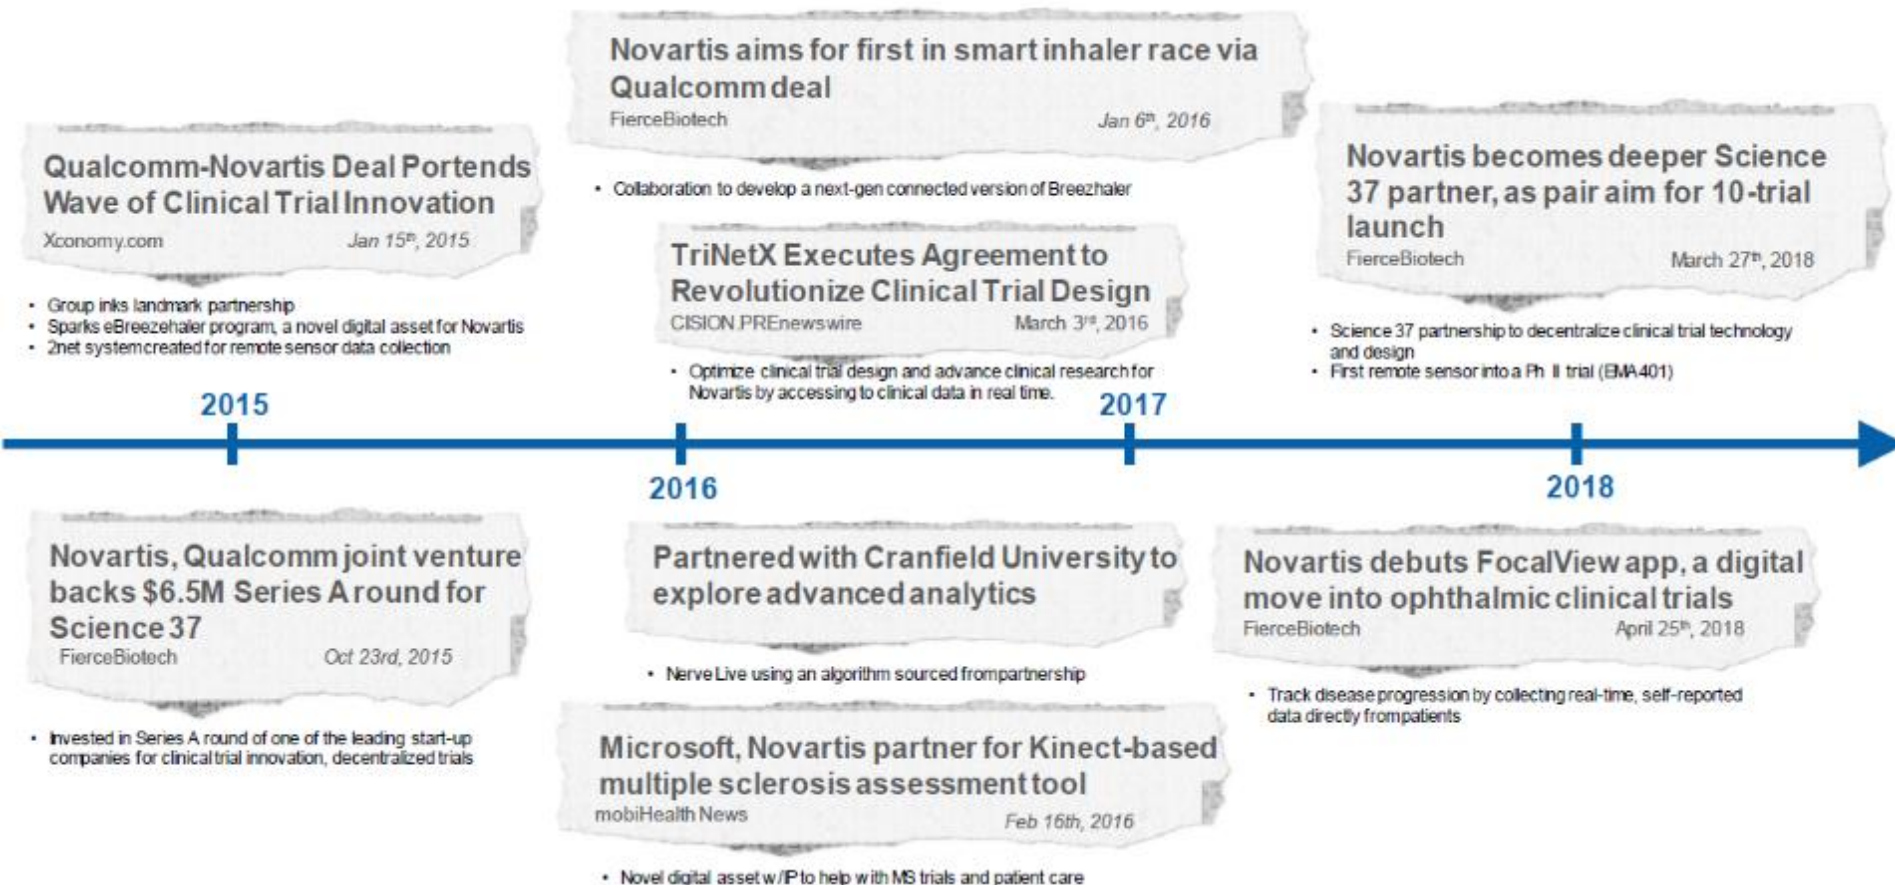 Novartis aims for first in smart inhaler race via
Qualcomm deal
FierceBiotech Jan 6th, 2016
• Collaboration to develop a next-gen connected version of Breezhaler
Qualcomm-Novartis Deal Portends
Wave of Clinical Trial Innovation
Xconomy.com Jan 15th, 2015
• Group inks landmark partnership
• Sparks eBreezehaler program, a novel digital asset for Novartis
• 2net system created for remote sensor data collection
TriNetX Executes Agreement to
Revolutionize Clinical Trial Design
CISION PREnewswire March 3rd, 2016
• Optimize clinical trial design and advance clinical research for
Novartis by accessing to clinical data in real time.
Novartis becomes deeper Science
37 partner, as pair aim for 10-trial
launch
FierceBiotech March 27th, 2018
• Science 37 partnership to decentralize clinical trial technology
and design
• First remote sensor into a Ph II trial (EMA401)
2015
2017
2016
2018
Novartis, Qualcomm joint venture
backs $6.5M Series A round for
Science 37
FierceBiotech Oct 23rd, 2015
• Invested in Series A round of one of the leading start-up
companies for clinical trial innovation, decentralized trials
Partnered with Cranfield University to
explore advanced analytics
• Nerve Live using an algorithm sourced from partnership
Microsoft, Novartis partner for Kinect-based
multiple sclerosis assessment tool
mobiHealth News Feb 16th, 2016
• Novel digital asset w/IP to help with MS trials and patient care
Novartis debuts FocalView app, a digital
move into ophthalmic clinical trials
FierceBiotech April 25th, 2018
• Track disease progression by collecting real-time, self-reported
data directly from patients